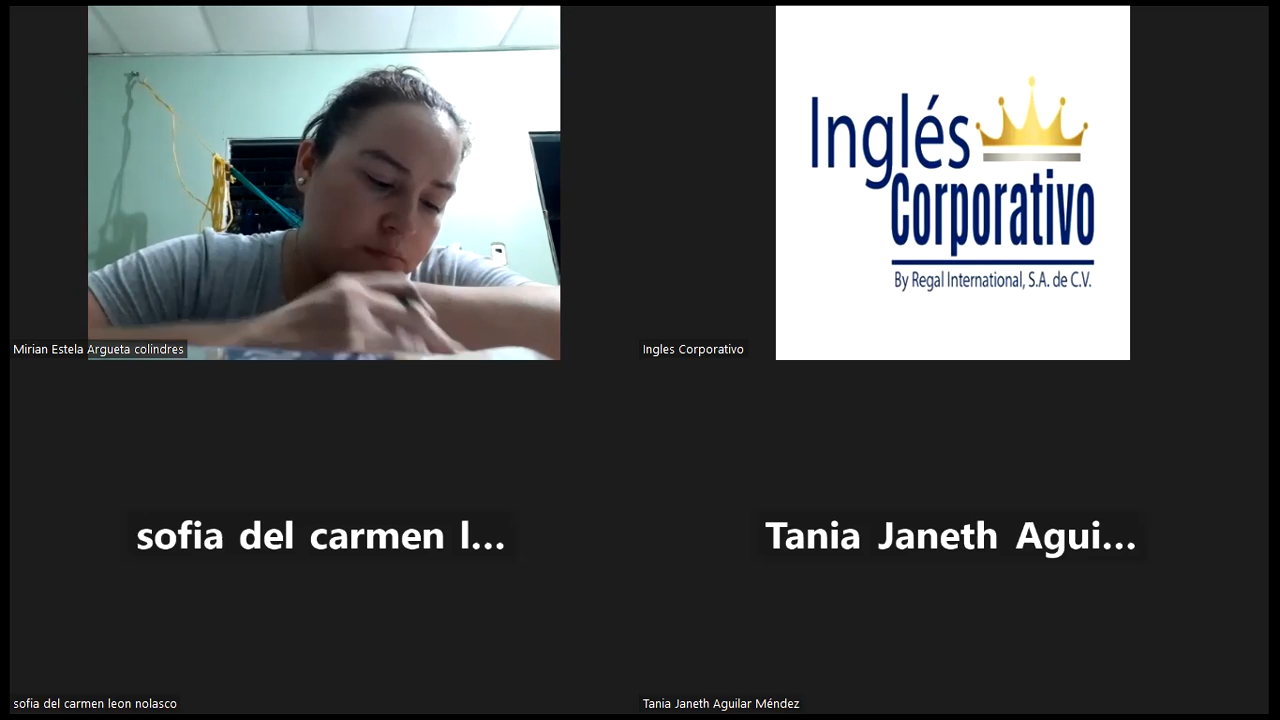 Mirian Estela Argueta colindres
Inglés
Corporativo
By Regal International, S.A. de C.V.
Ingles Corporativo
sofia del carmen l...
Tania Janeth Agui...
sofia del carmen leon nolasco
Tania Janeth Aguilar Méndez